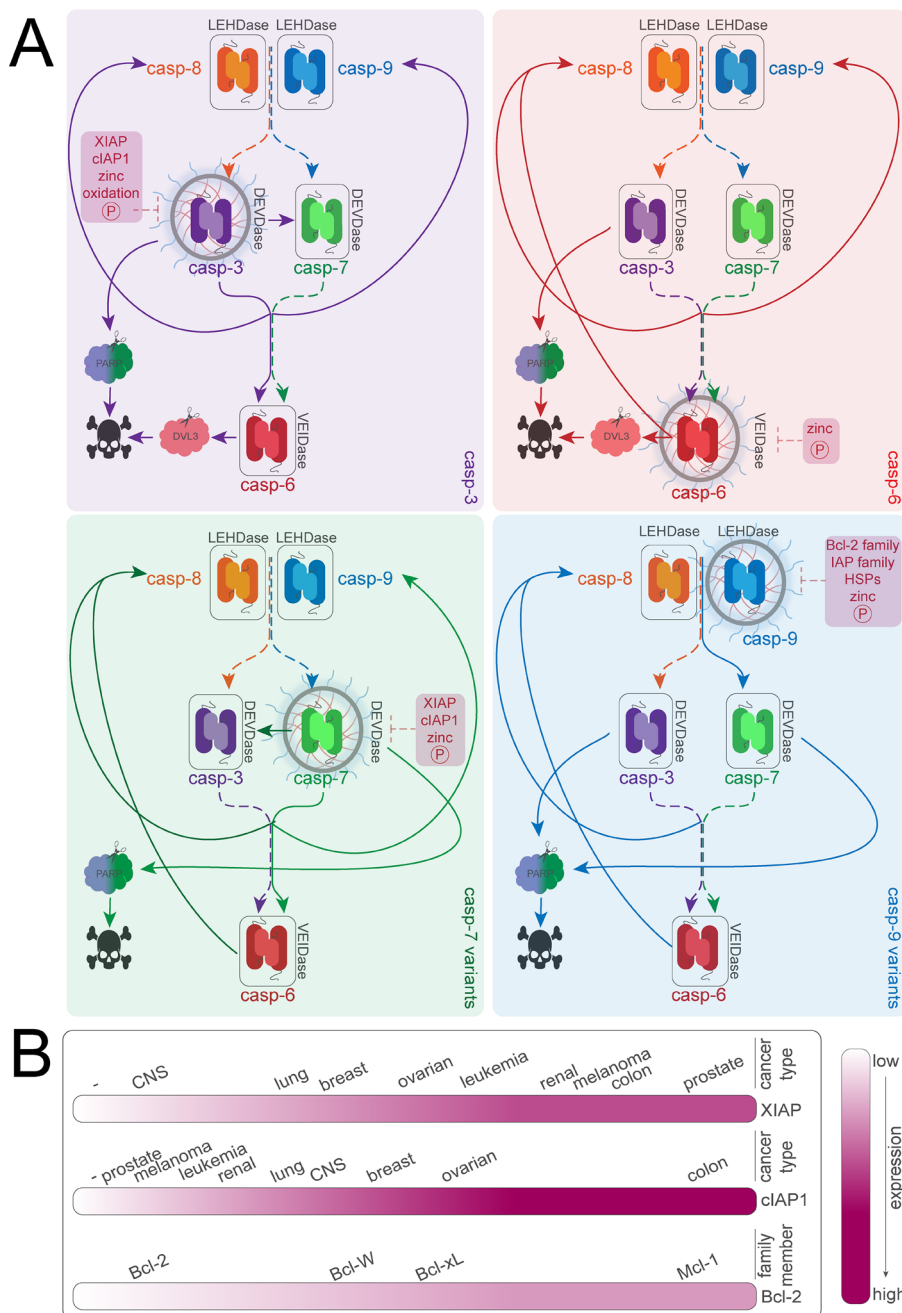 A
LEHDase LEHDase
casp-8
casp-9
XIAP
cIAP1
zinc
oxidation
P
DEVDase
DEVDase
casp-3
casp-7
PARP
DVL3
VEIDase
casp-6
casp-3
LEHDase LEHDase
casp-8
casp-9
DEVDase
DEVDase
casp-3
casp-7
PARP
DVL3
VEIDase
zinc
P
casp-6
casp-6
LEHDase LEHDase
casp-8
casp-9
DEVDase
DEVDase
XIAP
cIAP1
zinc
P
casp-3
casp-7
PARP
VEIDase
casp-6
casp-7 variants
LEHDase LEHDase
casp-8
casp-9
Bcl-2 family
IAP family
HSPs
zinc
P
DEVDase
DEVDase
casp-3
casp-7
PARP
VEIDase
casp-6
casp-9 variants
B
- CNS lung breast ovarian leukemia renal melanoma colon prostate
cancer
type
XIAP
- prostate melanoma leukemia renal lung CNS breast ovarian colon
cancer
type
cIAP1
Bcl-2 Bcl-W Bcl-xL Mcl-1
family
member
Bcl-2
low
expression
high